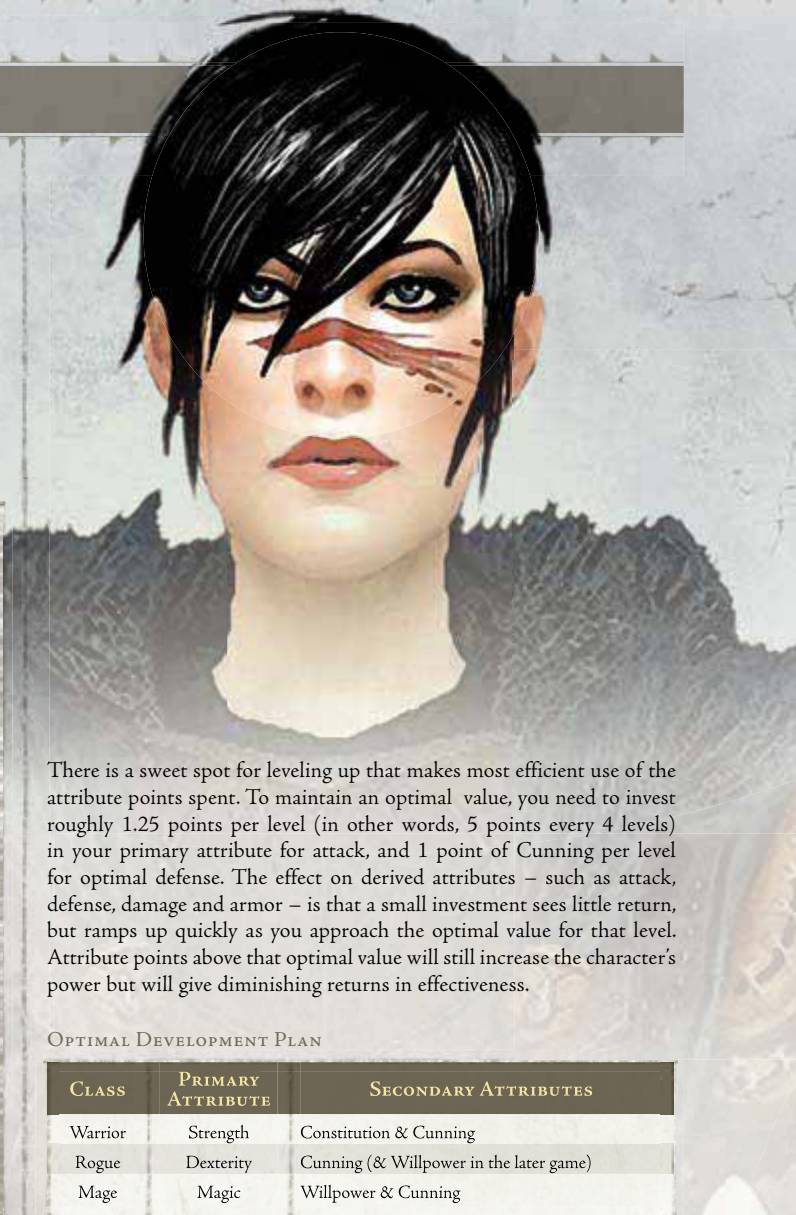 There is a sweet spot for leveling up that makes most efficient use of the
attribute points spent. To maintain an optimal value, you need to invest
roughly 1.25 points per level (in other words, 5 points every 4 levels)
in your primary attribute for attack, and 1 point of Cunning per level
for optimal defense. The effect on derived attributes – such as attack,
defense, damage and armor – is that a small investment sees little return,
but ramps up quickly as you approach the optimal value for that level.
Attribute points above that optimal value will still increase the character's
power but will give diminishing returns in effectiveness.
Optimal Development Plan
Class Primary Attribute Secondary Attributes
Warrior Strength Constitution & Cunning
Rogue Dexterity Cunning (& Willpower in the later game)
Mage Magic Willpower & Cunning